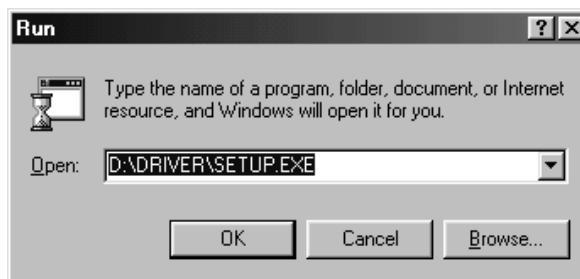 Run
Type the name of a program, folder, document, or Internet
resource, and Windows will open it for you.
Open: D:\DRIVER\SETUP.EXE
OK Cancel Browse...